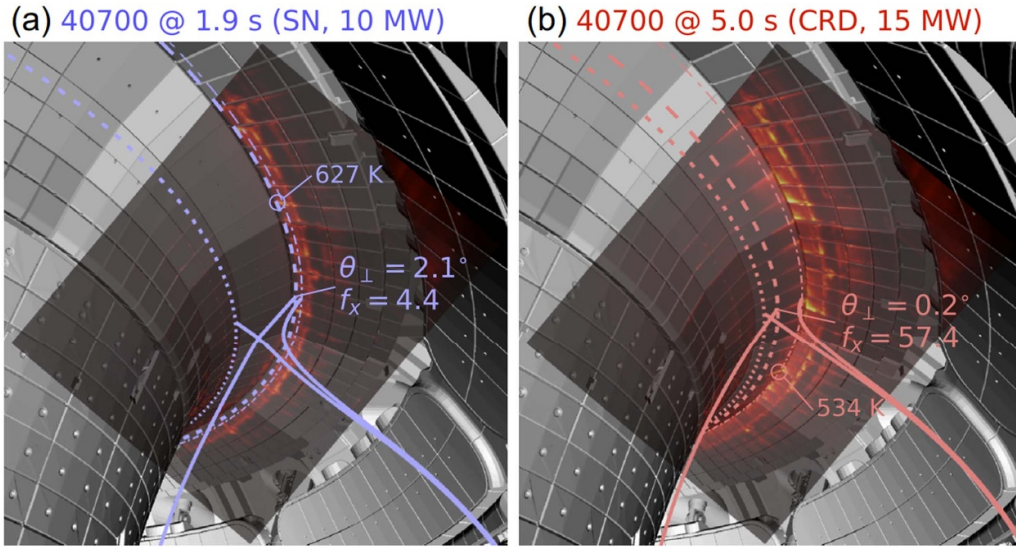 (a) 40700 @ 1.9 s (SN, 10 MW)
627 K
θ⊥ = 2.1°
fₓ = 4.4
(b) 40700 @ 5.0 s (CRD, 15 MW)
θ⊥ = 0.2°
fₓ = 57.4
534 K